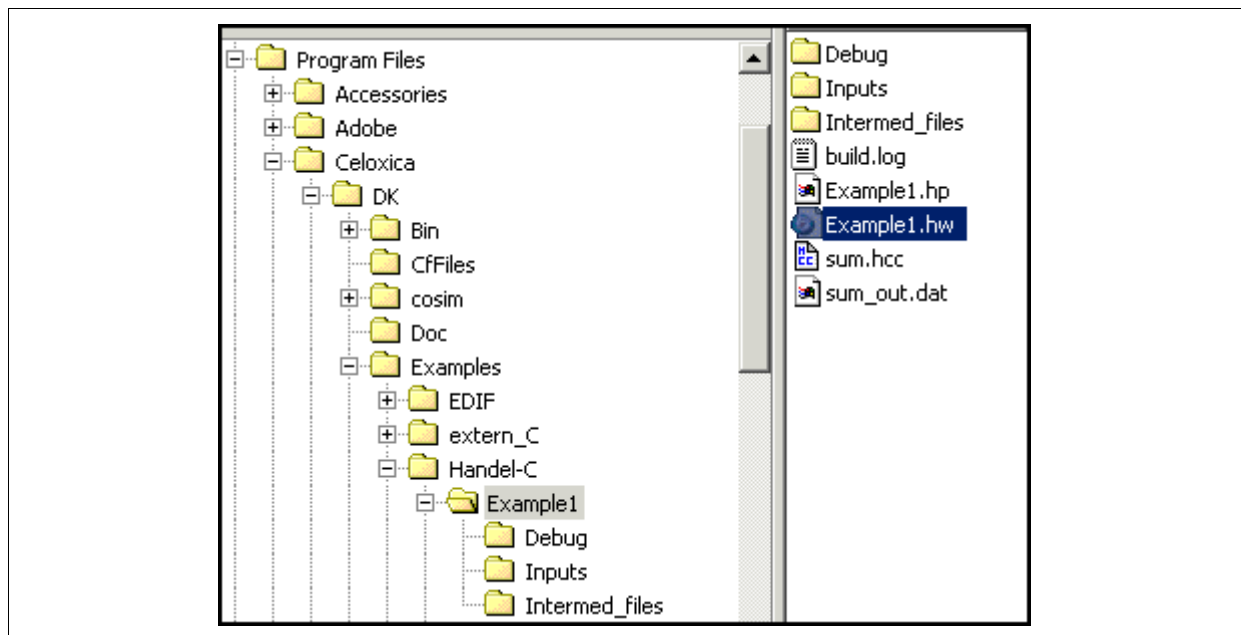 Program Files
Accessories
Adobe
Celoxica
DK
Bin
CfFiles
cosim
Doc
Examples
EDIF
extern_C
Handel-C
Example1
Debug
Inputs
Intermed_files
Debug
Inputs
Intermed_files
build.log
Example1.hp
Example1.hw
sum.hcc
sum_out.dat